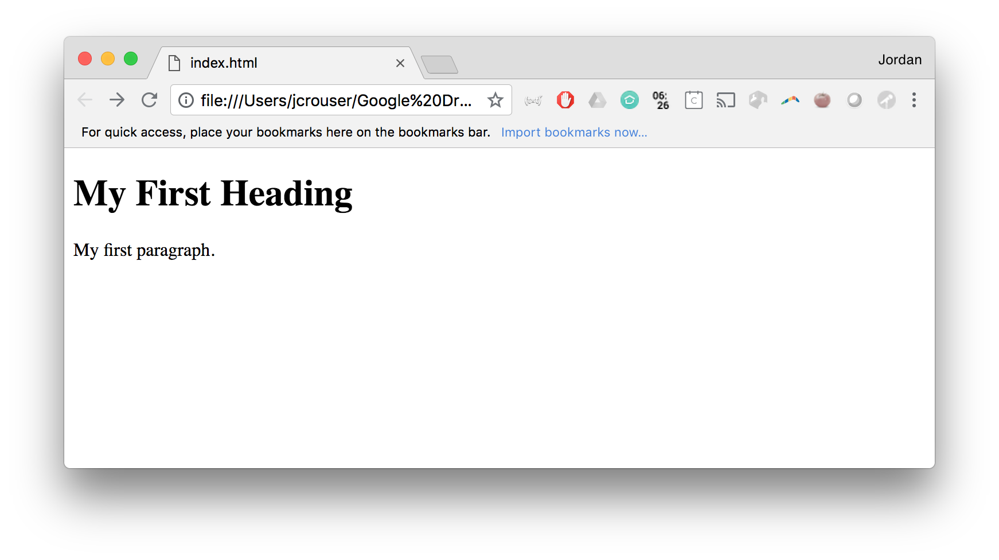 index.html
Jordan
file:///Users/jcrouser/Google%20Dr...
(txt)
06:
26
C
For quick access, place your bookmarks here on the bookmarks bar. Import bookmarks now...
My First Heading
My first paragraph.